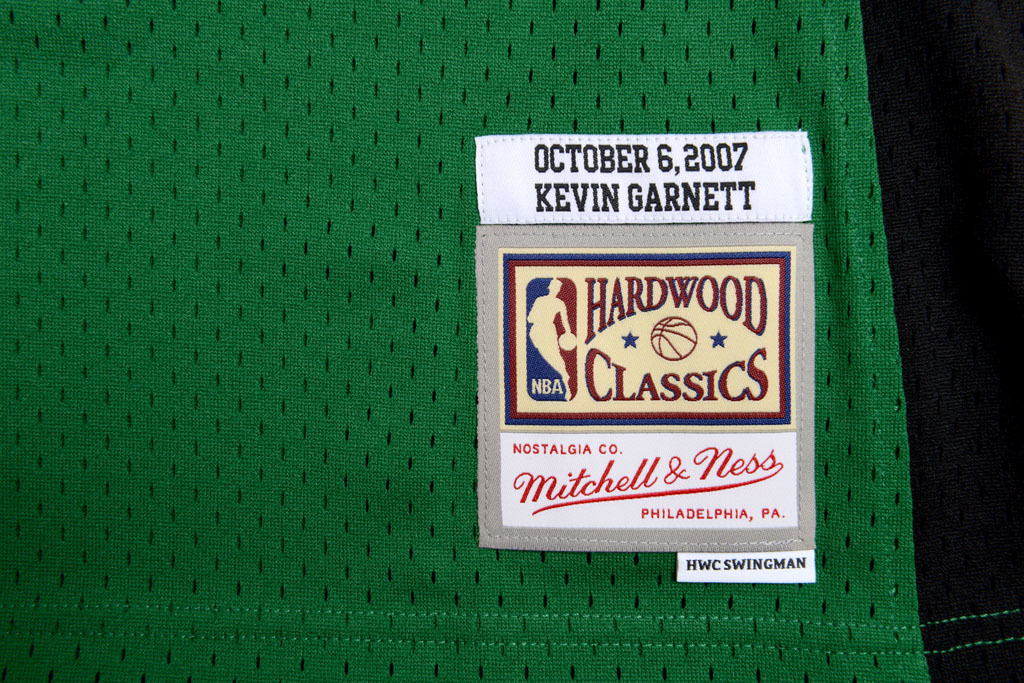 OCTOBER 6, 2007
KEVIN GARNETT
HARDWOOD
CLASSICS
NBA
NOSTALGIA CO.
Mitchell & Ness
PHILADELPHIA, PA.
HWC SWINGMAN